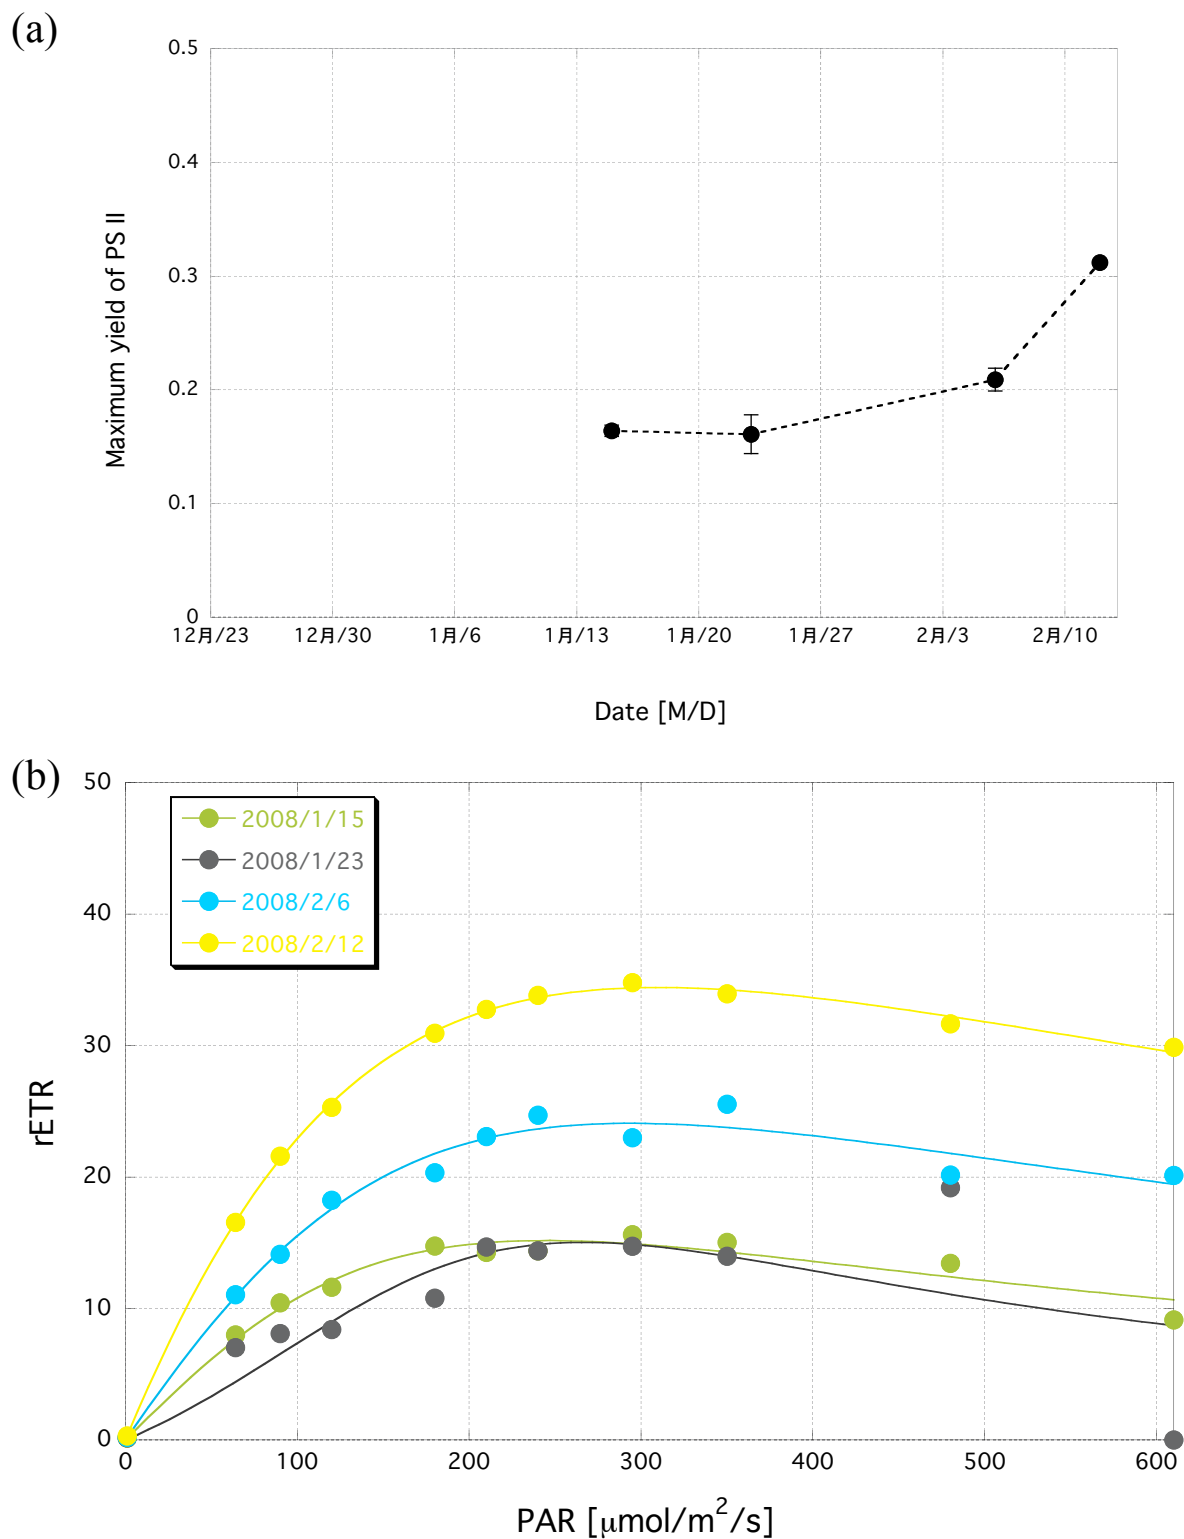 (a)
0.5
0.4
0.3
0.2
0.1
0
Maximum yield of PS II
12月/23 12月/30 1月/6 1月/13 1月/20 1月/27 2月/3 2月/10
Date [M/D]
(b)
50
40
30
20
10
0
rETR
2008/1/15
2008/1/23
2008/2/6
2008/2/12
0 100 200 300 400 500 600
PAR [μmol/m²/s]